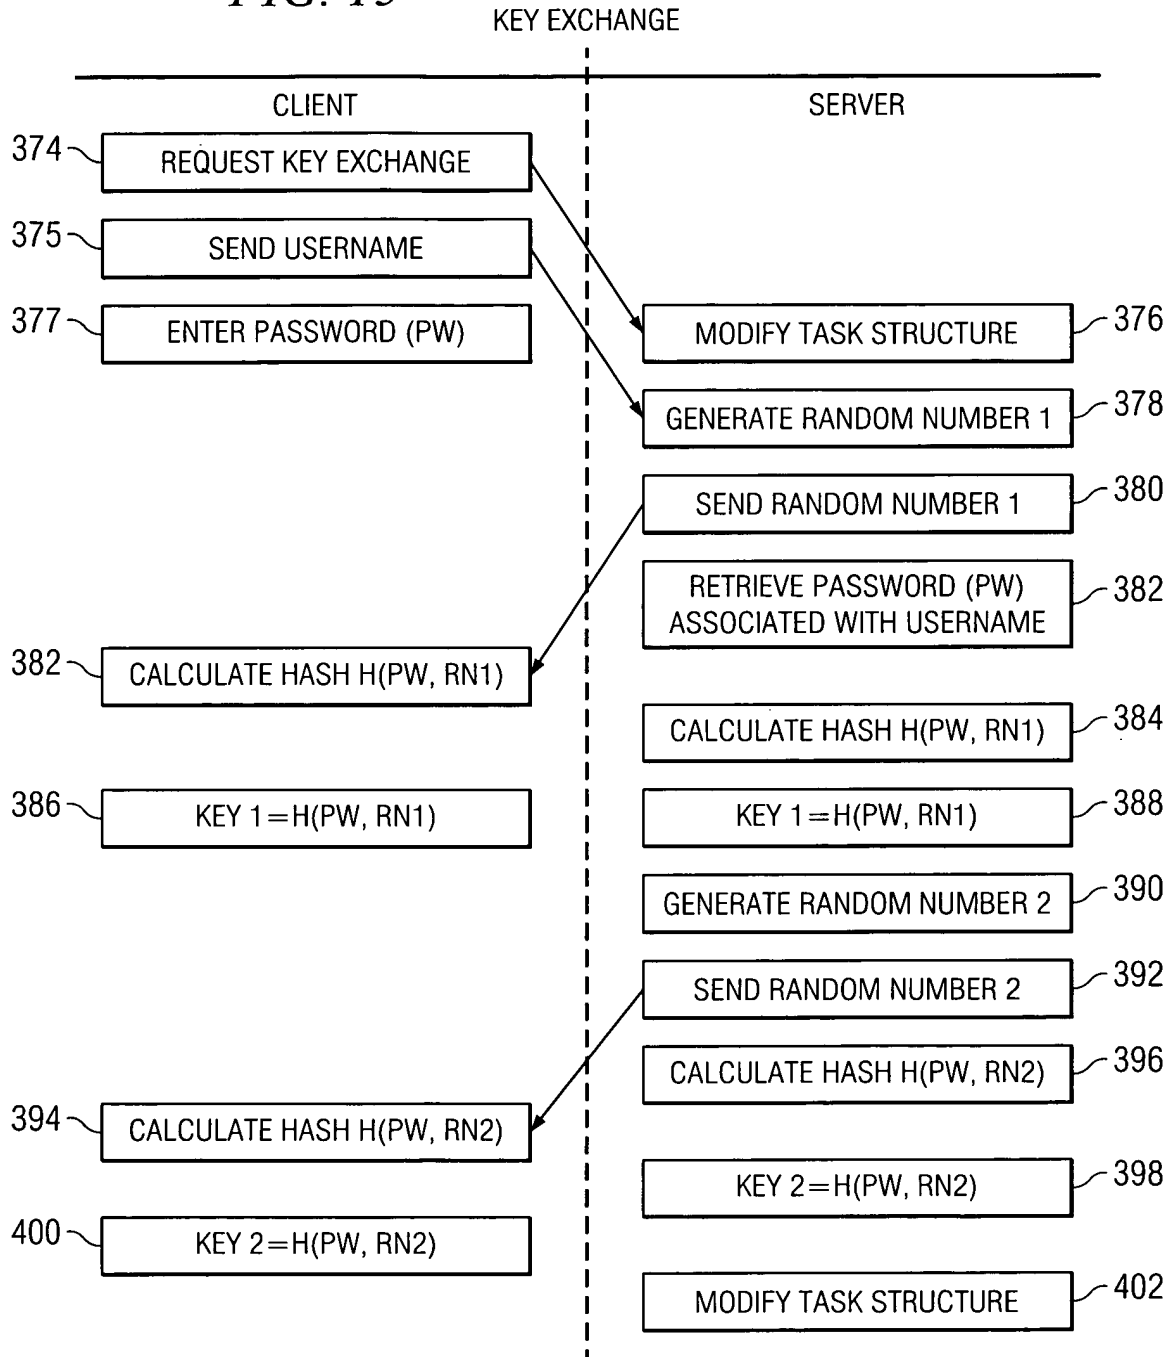 KEY EXCHANGE
CLIENT
SERVER
374
REQUEST KEY EXCHANGE
375
SEND USERNAME
377
ENTER PASSWORD (PW)
MODIFY TASK STRUCTURE
376
GENERATE RANDOM NUMBER 1
378
SEND RANDOM NUMBER 1
380
RETRIEVE PASSWORD (PW)
ASSOCIATED WITH USERNAME
382
382
CALCULATE HASH H(PW, RN1)
CALCULATE HASH H(PW, RN1)
384
386
KEY 1=H(PW, RN1)
KEY 1=H(PW, RN1)
388
GENERATE RANDOM NUMBER 2
390
SEND RANDOM NUMBER 2
392
CALCULATE HASH H(PW, RN2)
396
394
CALCULATE HASH H(PW, RN2)
KEY 2=H(PW, RN2)
398
400
KEY 2=H(PW, RN2)
MODIFY TASK STRUCTURE
402